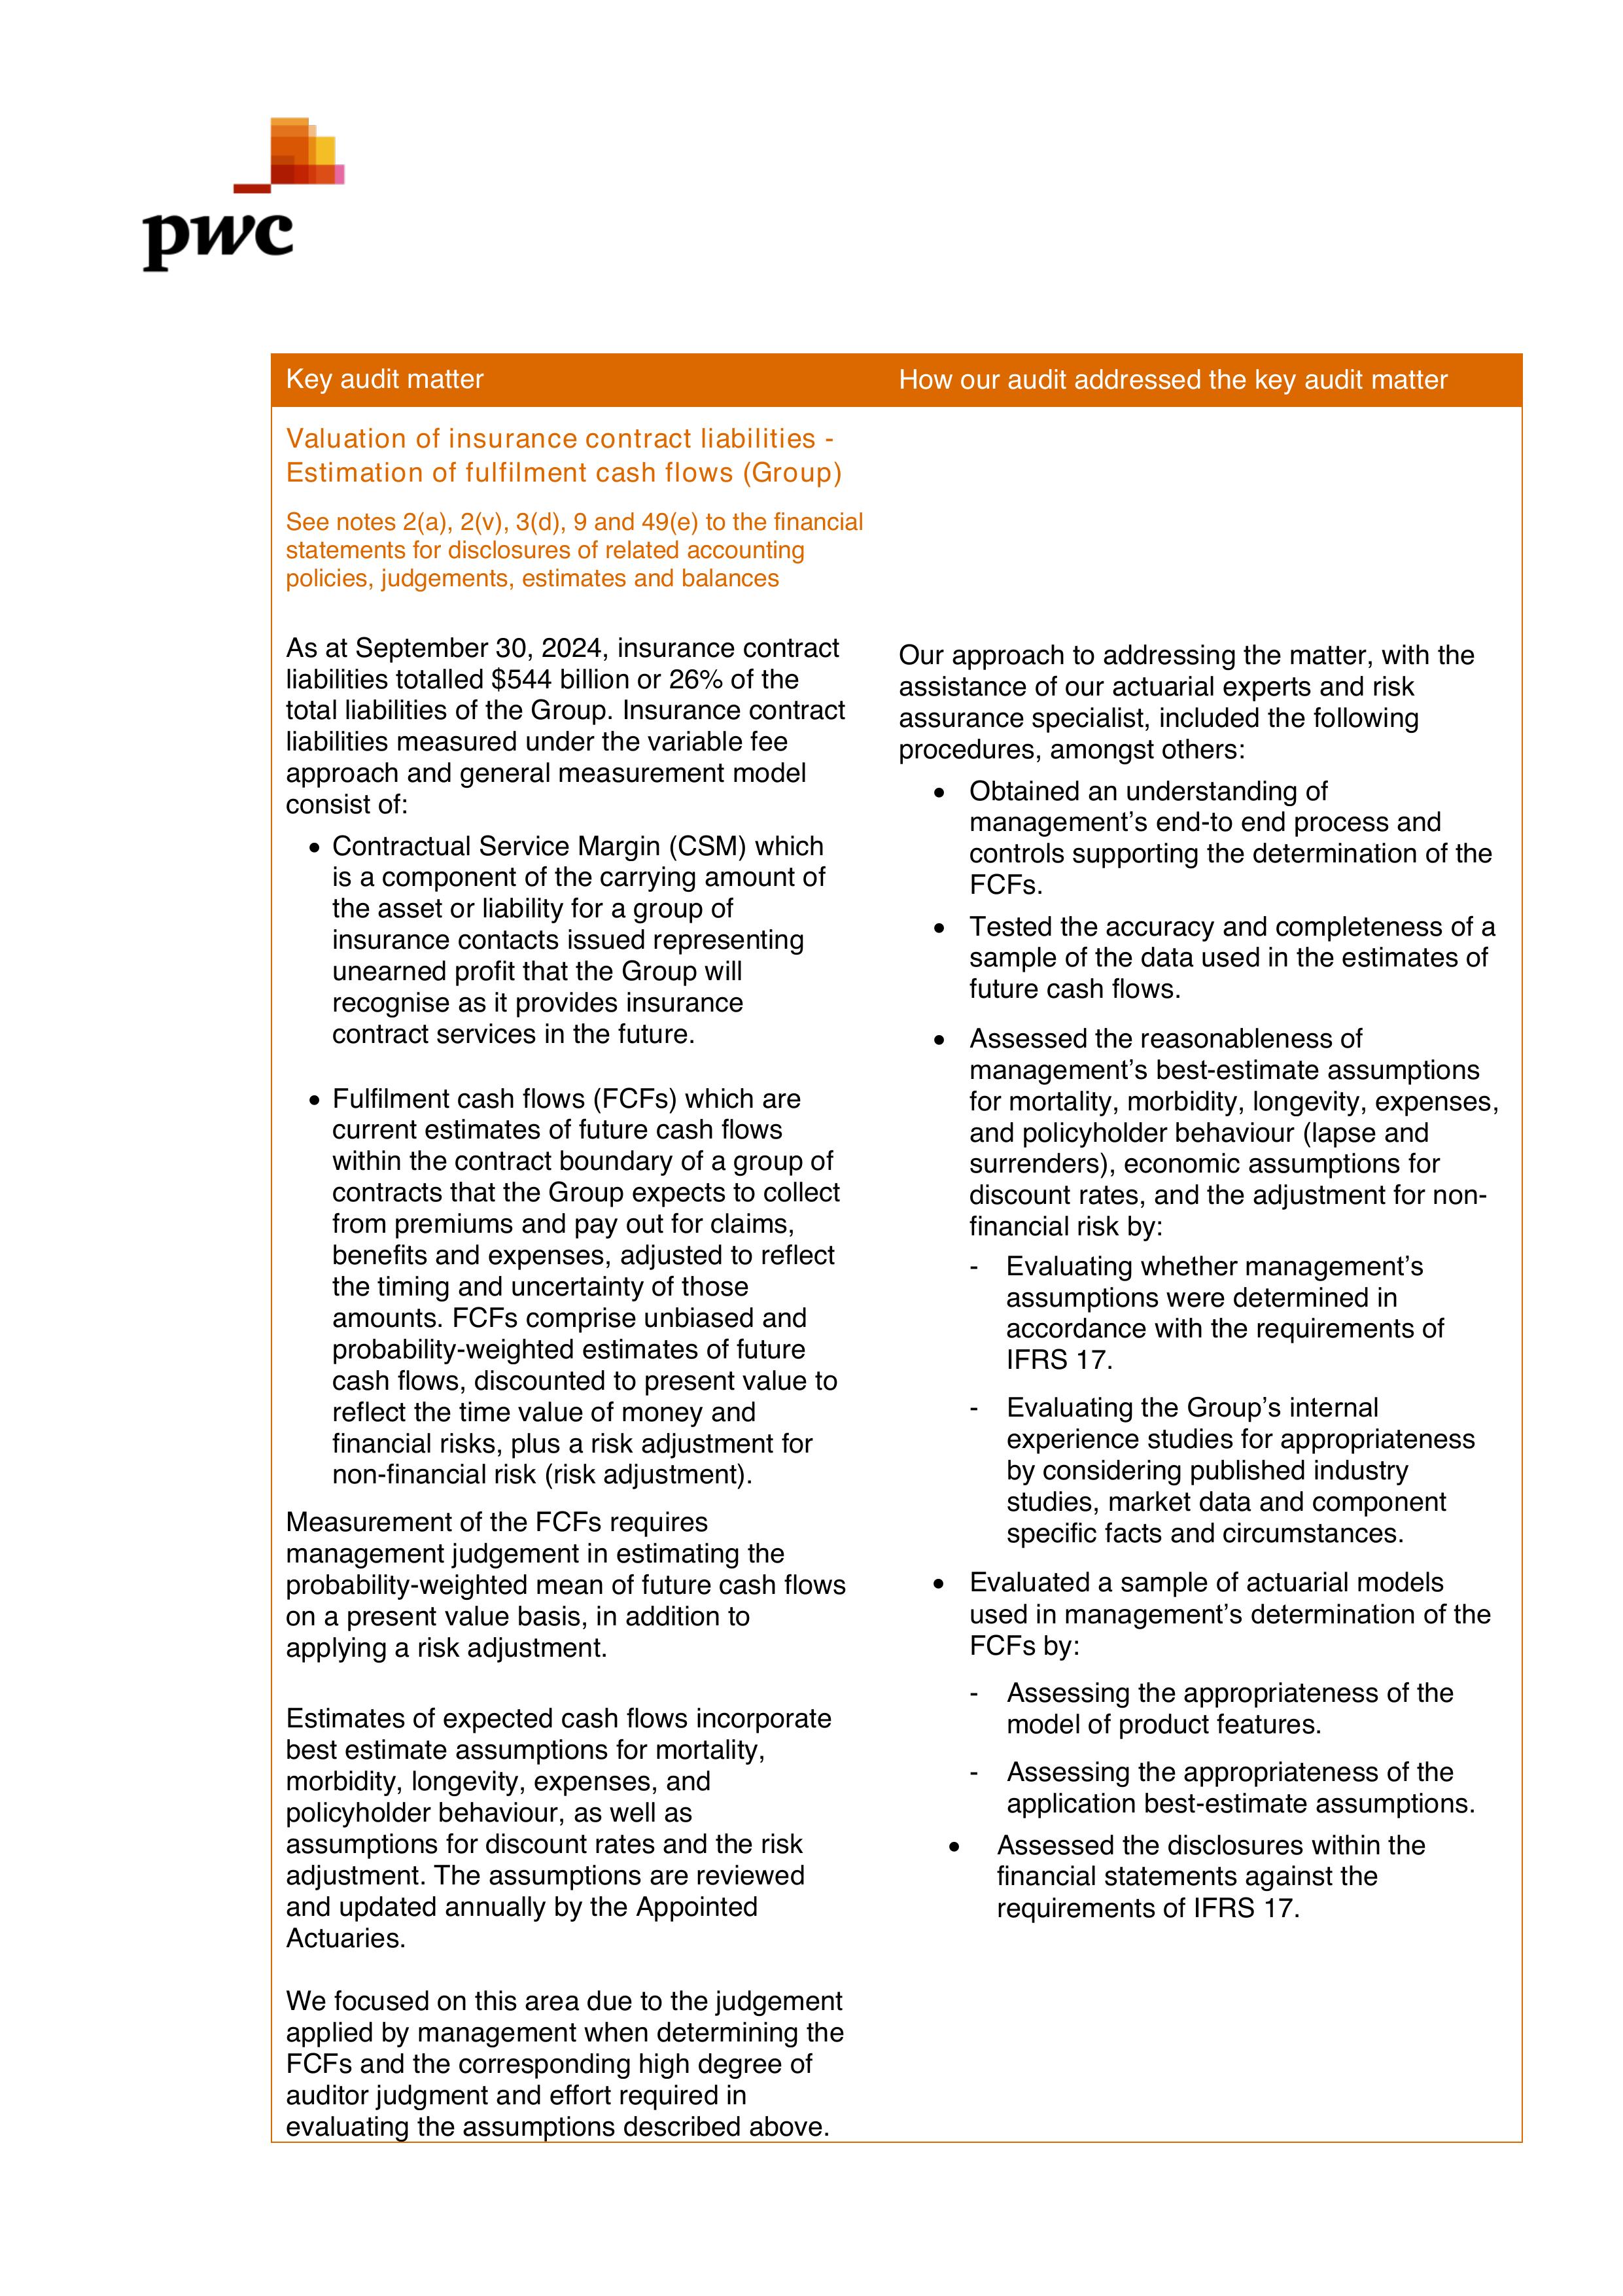 pwc
Key audit matter
How our audit addressed the key audit matter
Valuation of insurance contract liabilities -
Estimation of fulfilment cash flows (Group)
See notes 2(a), 2(v), 3(d), 9 and 49(e) to the financial
statements for disclosures of related accounting
policies, judgements, estimates and balances
As at September 30, 2024, insurance contract
liabilities totalled $544 billion or 26% of the
total liabilities of the Group. Insurance contract
liabilities measured under the variable fee
approach and general measurement model
consist of:
• Contractual Service Margin (CSM) which
is a component of the carrying amount of
the asset or liability for a group of
insurance contacts issued representing
unearned profit that the Group will
recognise as it provides insurance
contract services in the future.
• Fulfilment cash flows (FCFs) which are
current estimates of future cash flows
within the contract boundary of a group of
contracts that the Group expects to collect
from premiums and pay out for claims,
benefits and expenses, adjusted to reflect
the timing and uncertainty of those
amounts. FCFs comprise unbiased and
probability-weighted estimates of future
cash flows, discounted to present value to
reflect the time value of money and
financial risks, plus a risk adjustment for
non-financial risk (risk adjustment).
Measurement of the FCFs requires
management judgement in estimating the
probability-weighted mean of future cash flows
on a present value basis, in addition to
applying a risk adjustment.
Estimates of expected cash flows incorporate
best estimate assumptions for mortality,
morbidity, longevity, expenses, and
policyholder behaviour, as well as
assumptions for discount rates and the risk
adjustment. The assumptions are reviewed
and updated annually by the Appointed
Actuaries.
We focused on this area due to the judgement
applied by management when determining the
FCFs and the corresponding high degree of
auditor judgment and effort required in
evaluating the assumptions described above.
Our approach to addressing the matter, with the
assistance of our actuarial experts and risk
assurance specialist, included the following
procedures, amongst others:
• Obtained an understanding of
management’s end-to end process and
controls supporting the determination of the
FCFs.
• Tested the accuracy and completeness of a
sample of the data used in the estimates of
future cash flows.
• Assessed the reasonableness of
management’s best-estimate assumptions
for mortality, morbidity, longevity, expenses,
and policyholder behaviour (lapse and
surrenders), economic assumptions for
discount rates, and the adjustment for non-
financial risk by:
- Evaluating whether management’s
assumptions were determined in
accordance with the requirements of
IFRS 17.
- Evaluating the Group’s internal
experience studies for appropriateness
by considering published industry
studies, market data and component
specific facts and circumstances.
• Evaluated a sample of actuarial models
used in management’s determination of the
FCFs by:
- Assessing the appropriateness of the
model of product features.
- Assessing the appropriateness of the
application best-estimate assumptions.
• Assessed the disclosures within the
financial statements against the
requirements of IFRS 17.